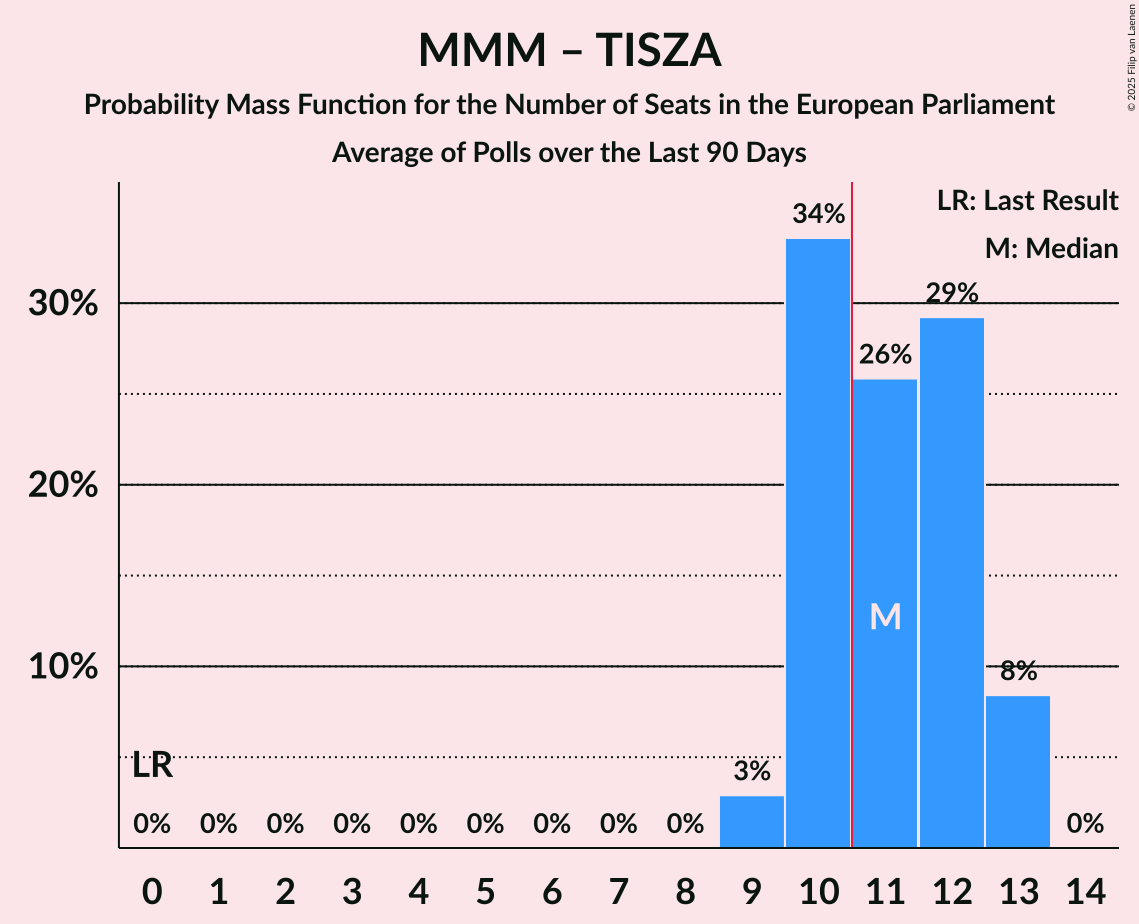 MMM – TISZA
Probability Mass Function for the Number of Seats in the European Parliament
Average of Polls over the Last 90 Days
© 2025 Filip van Laenen
LR: Last Result
M: Median
34%
29%
30%
26%
20%
M
10%
8%
LR
3%
0% 0% 0% 0% 0% 0% 0% 0% 0% 0%
0 1 2 3 4 5 6 7 8 9 10 11 12 13 14